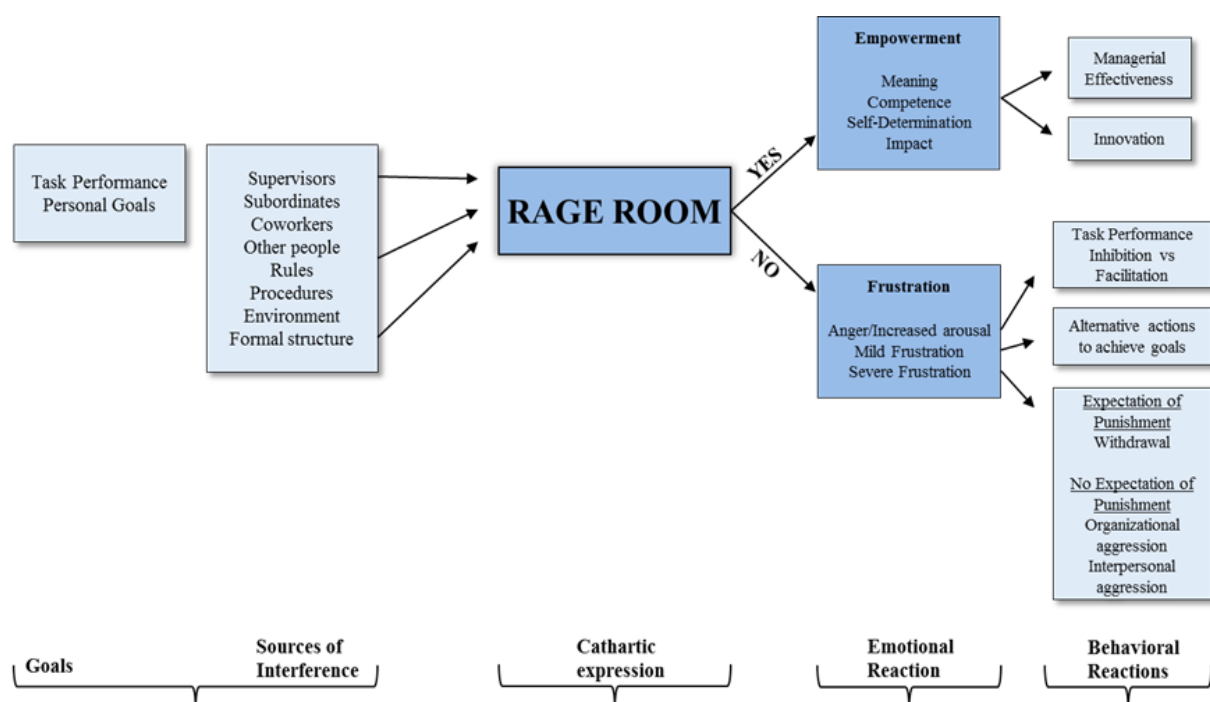 Task Performance
Personal Goals
Supervisors
Subordinates
Coworkers
Other people
Rules
Procedures
Environment
Formal structure
RAGE ROOM
YES
NO
Empowerment
Meaning
Competence
Self-Determination
Impact
Managerial
Effectiveness
Innovation
Frustration
Anger/Increased arousal
Mild Frustration
Severe Frustration
Task Performance
Inhibition vs
Facilitation
Alternative actions
to achieve goals
Expectation of
Punishment
Withdrawal
No Expectation of
Punishment
Organizational
aggression
Interpersonal
aggression
Goals
Sources of
Interference
Cathartic
expression
Emotional
Reaction
Behavioral
Reactions